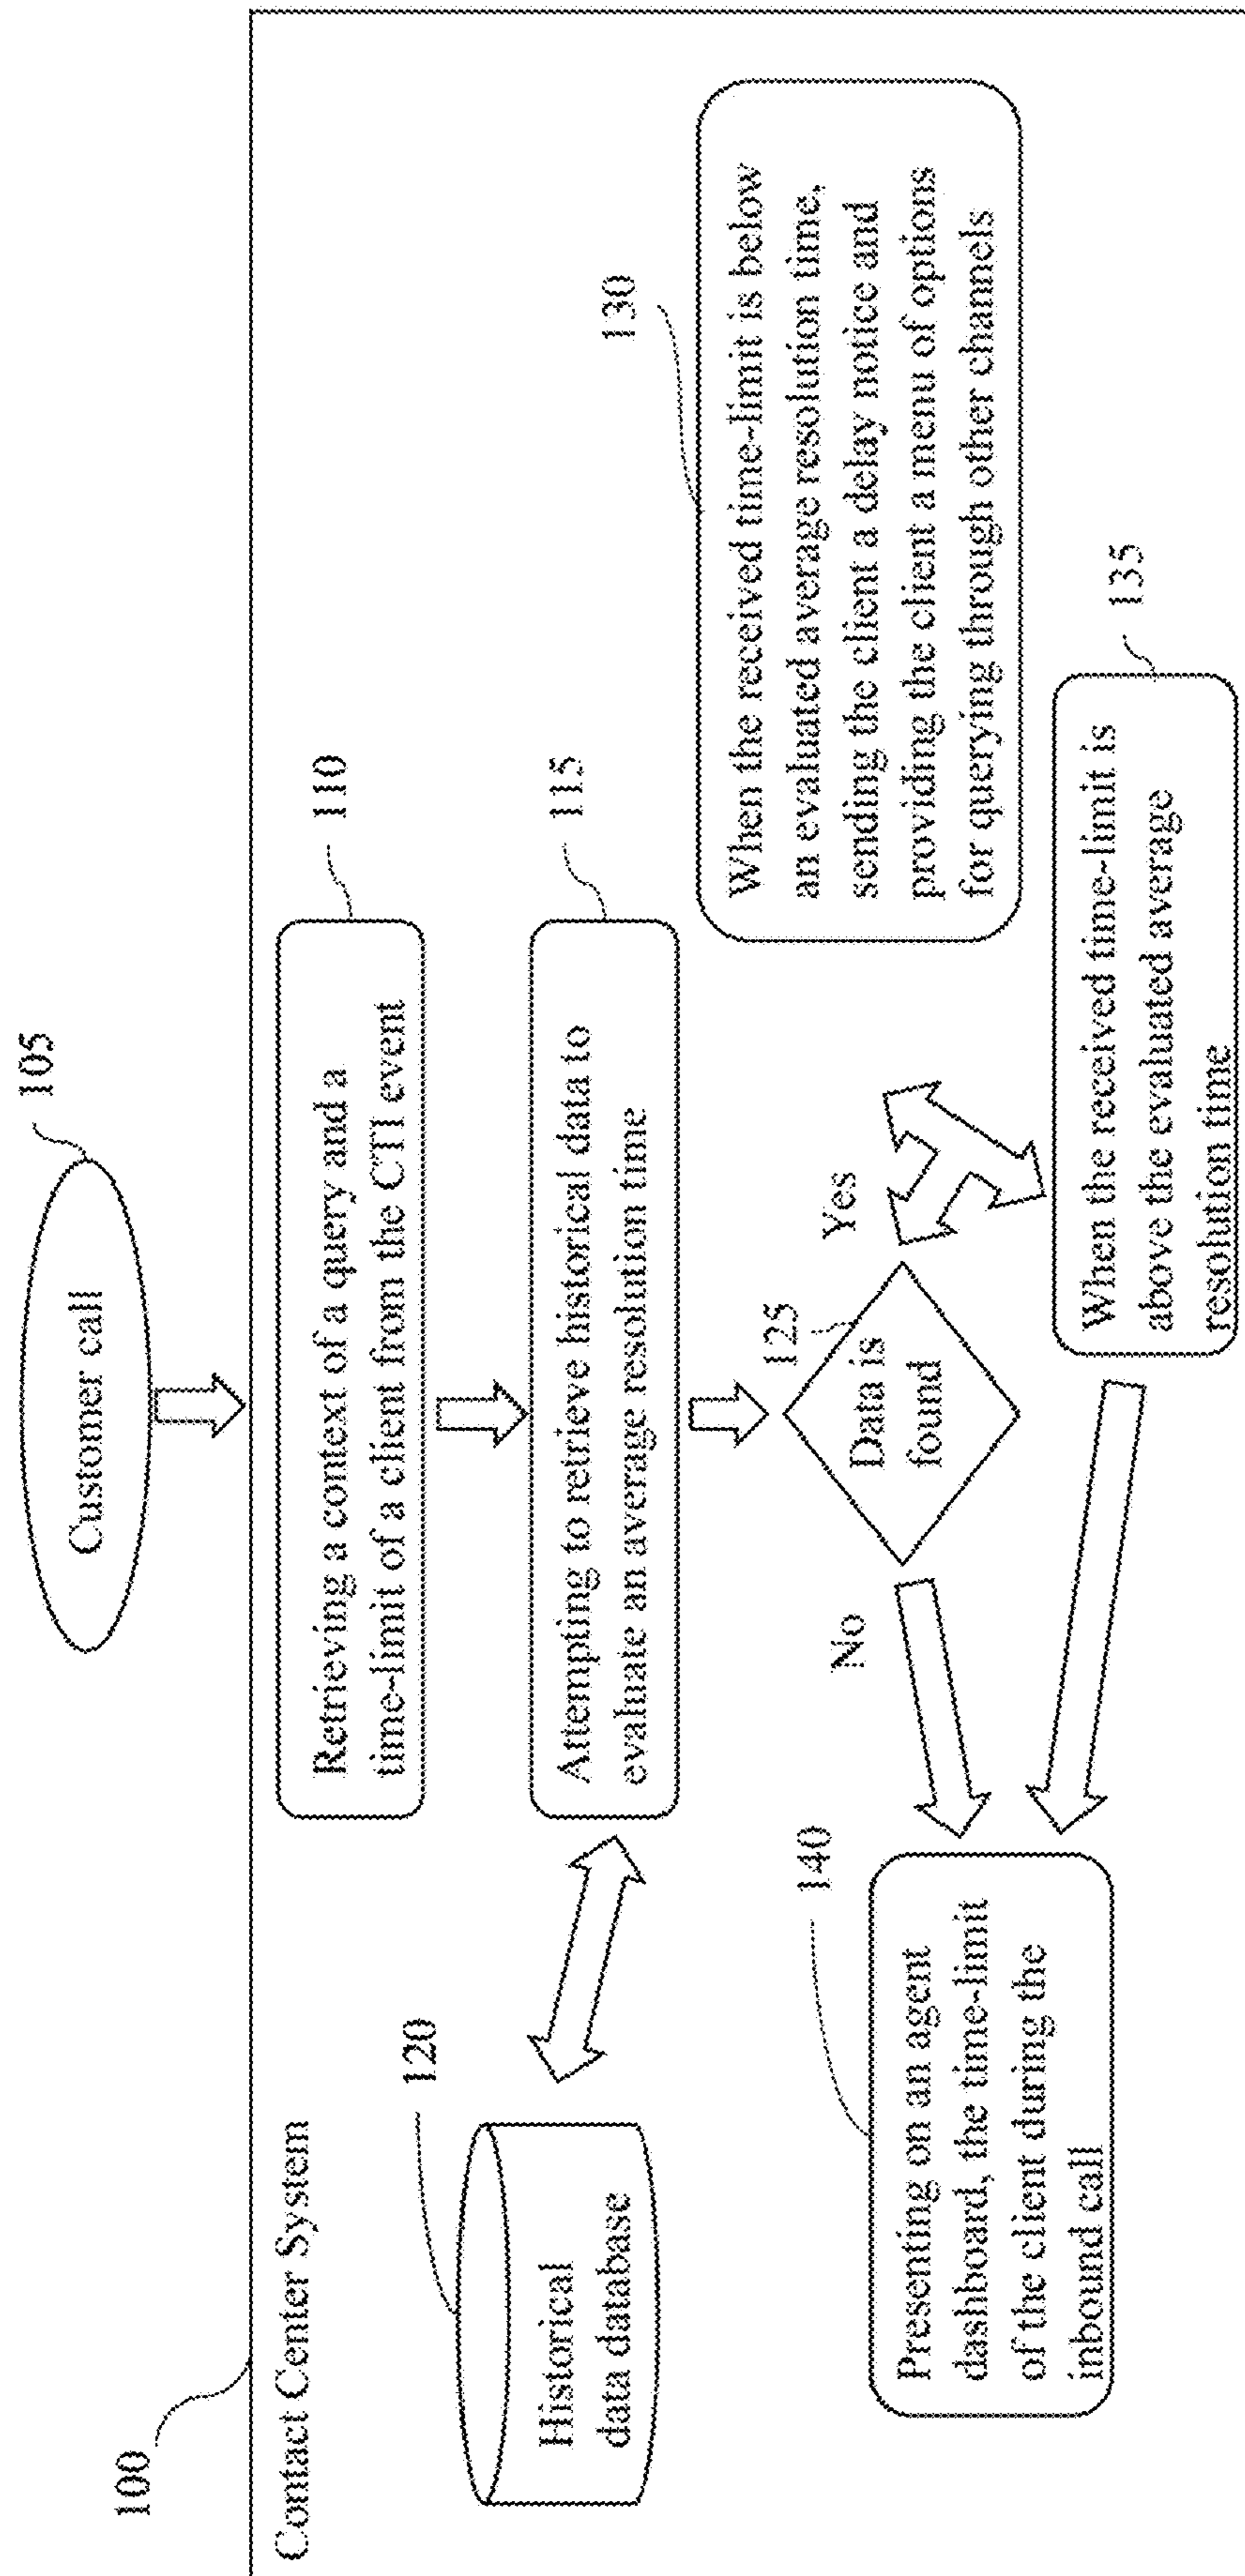 105
Customer call
100
Contact Center System
110
Retrieving a context of a query and a
time-limit of a client from the CTI event
120
Historical
data database
115
Attempting to retrieve historical data to
evaluate an average resolution time
125
Data is
found
Yes
No
130
When the received time-limit is below
an evaluated average resolution time,
sending the client a delay notice and
providing the client a menu of options
for querying through other channels
135
When the received time-limit is
above the evaluated average
resolution time
140
Presenting on an agent
dashboard, the time-limit
of the client during the
inbound call